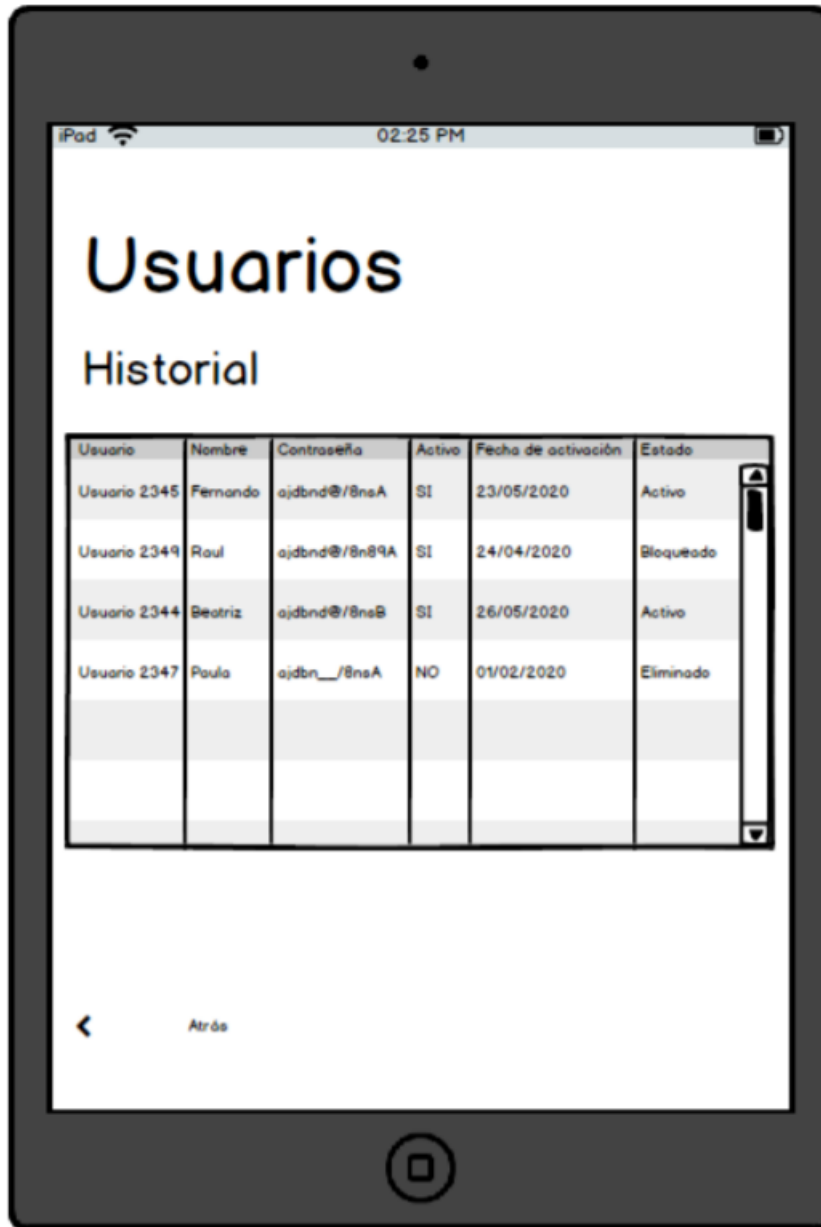 iPad 02:25 PM
Usuarios
Historial
Usuario Nombre Contraseña Activo Fecha de activación Estado
Usuario 2345 Fernando ajdbnd@/8nsA SI 23/05/2020 Activo
Usuario 2349 Raul ajdbnd@/8n89A SI 24/04/2020 Bloqueado
Usuario 2344 Beatriz ajdbnd@/8nsB SI 26/05/2020 Activo
Usuario 2347 Paula ajdbn__/8nsA NO 01/02/2020 Eliminado
Atrás